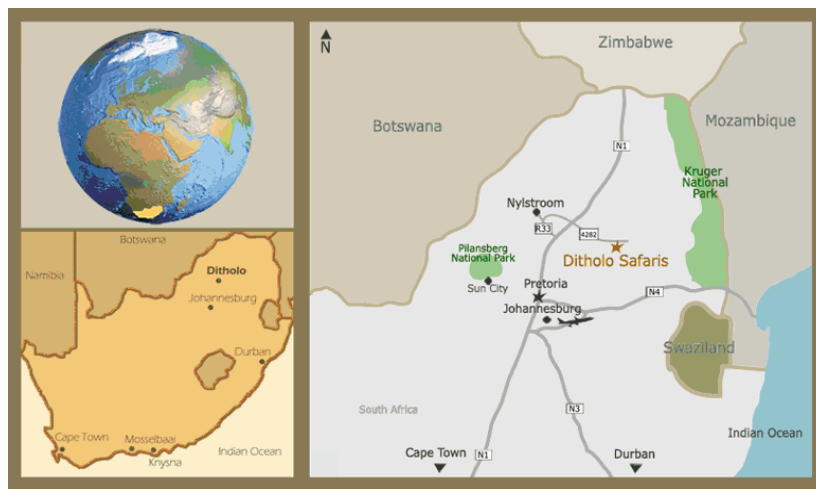 Botswana
Namibia
Ditholo
Johannesburg
Durban
Cape Town
Mosselbaai
Knysna
Indian Ocean
N
Zimbabwe
Botswana
Mozambique
N1
Kruger
National
Park
Nylstroom
R33
4282
Pilansberg
National Park
Ditholo Safaris
Sun City
Pretoria
N4
Johannesburg
Swaziland
South Africa
N3
Indian Ocean
Cape Town
N1
Durban